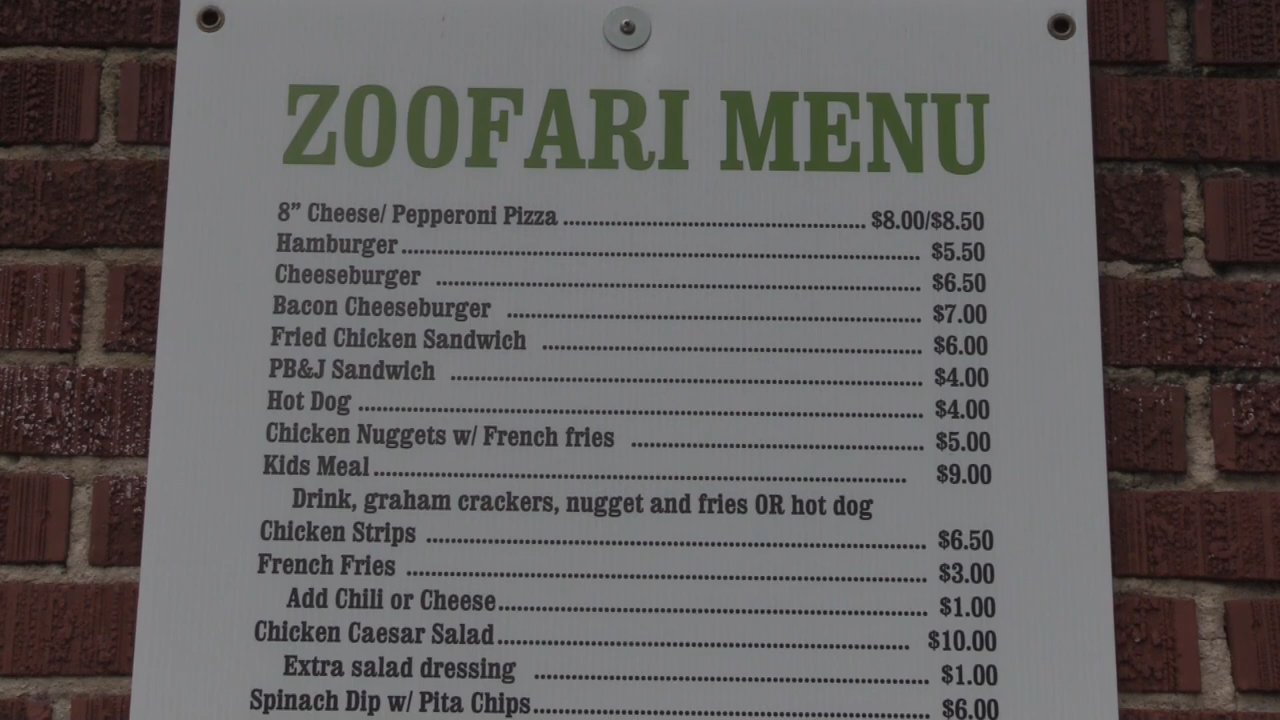 ZOOFARI MENU
8” Cheese/ Pepperoni Pizza ........................................ $8.00/$8.50
Hamburger ........................................ $5.50
Cheeseburger ........................................ $6.50
Bacon Cheeseburger ........................................ $7.00
Fried Chicken Sandwich ........................................ $6.00
PB&J Sandwich ........................................ $4.00
Hot Dog ........................................ $4.00
Chicken Nuggets w/ French fries ........................................ $5.00
Kids Meal ........................................ $9.00
Drink, graham crackers, nugget and fries OR hot dog
Chicken Strips ........................................ $6.50
French Fries ........................................ $3.00
Add Chili or Cheese ........................................ $1.00
Chicken Caesar Salad ........................................ $10.00
Extra salad dressing ........................................ $1.00
Spinach Dip w/ Pita Chips ........................................ $6.00